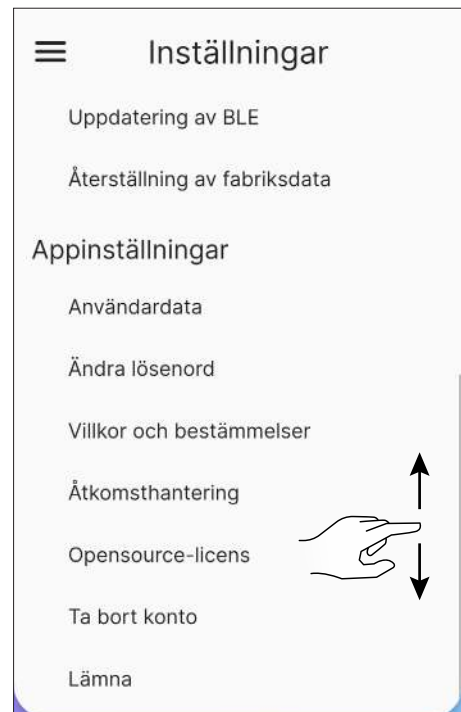 Inställningar
Uppdatering av BLE
Återställning av fabriksdata
Appinställningar
Användardata
Ändra lösenord
Villkor och bestämmelser
Åtkomsthantering
Opensource-licens
Ta bort konto
Lämna